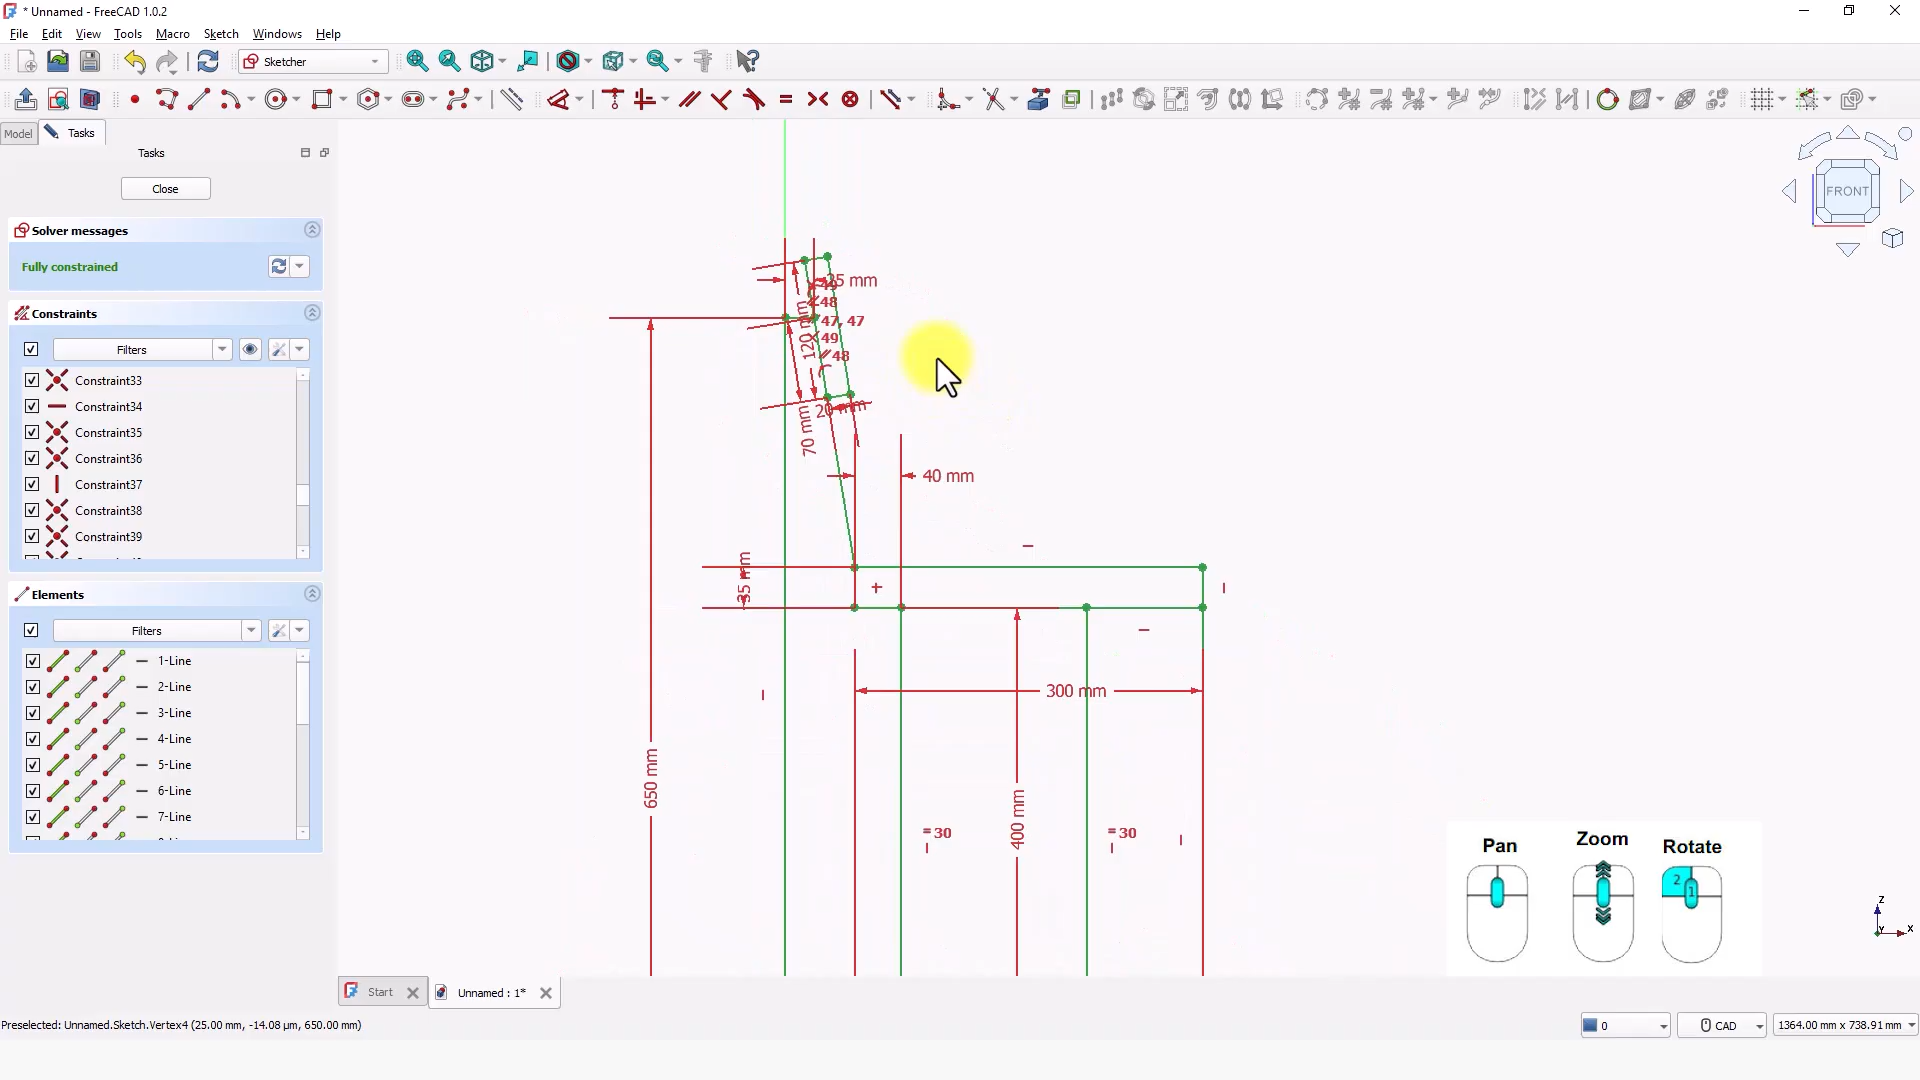 * Unnamed - FreeCAD 1.0.2
File Edit View Tools Macro Sketch Windows Help
Sketcher
Model Tasks
Tasks
Close
Solver messages
Fully constrained
Constraints
Filters
Constraint33
Constraint34
Constraint35
Constraint36
Constraint37
Constraint38
Constraint39
Elements
Filters
1-Line
2-Line
3-Line
4-Line
5-Line
6-Line
7-Line
FRONT
25 mm
49
48
47, 47
49
48
120 mm
20 mm
70 mm
40 mm
35 mm
300 mm
650 mm
400 mm
= 30
= 30
Pan Zoom Rotate
2
1
Z
Y X
Start Unnamed : 1*
Preselected: Unnamed.Sketch.Vertex4 (25.00 mm, -14.08 µm, 650.00 mm)
0 CAD 1364.00 mm x 738.91 mm